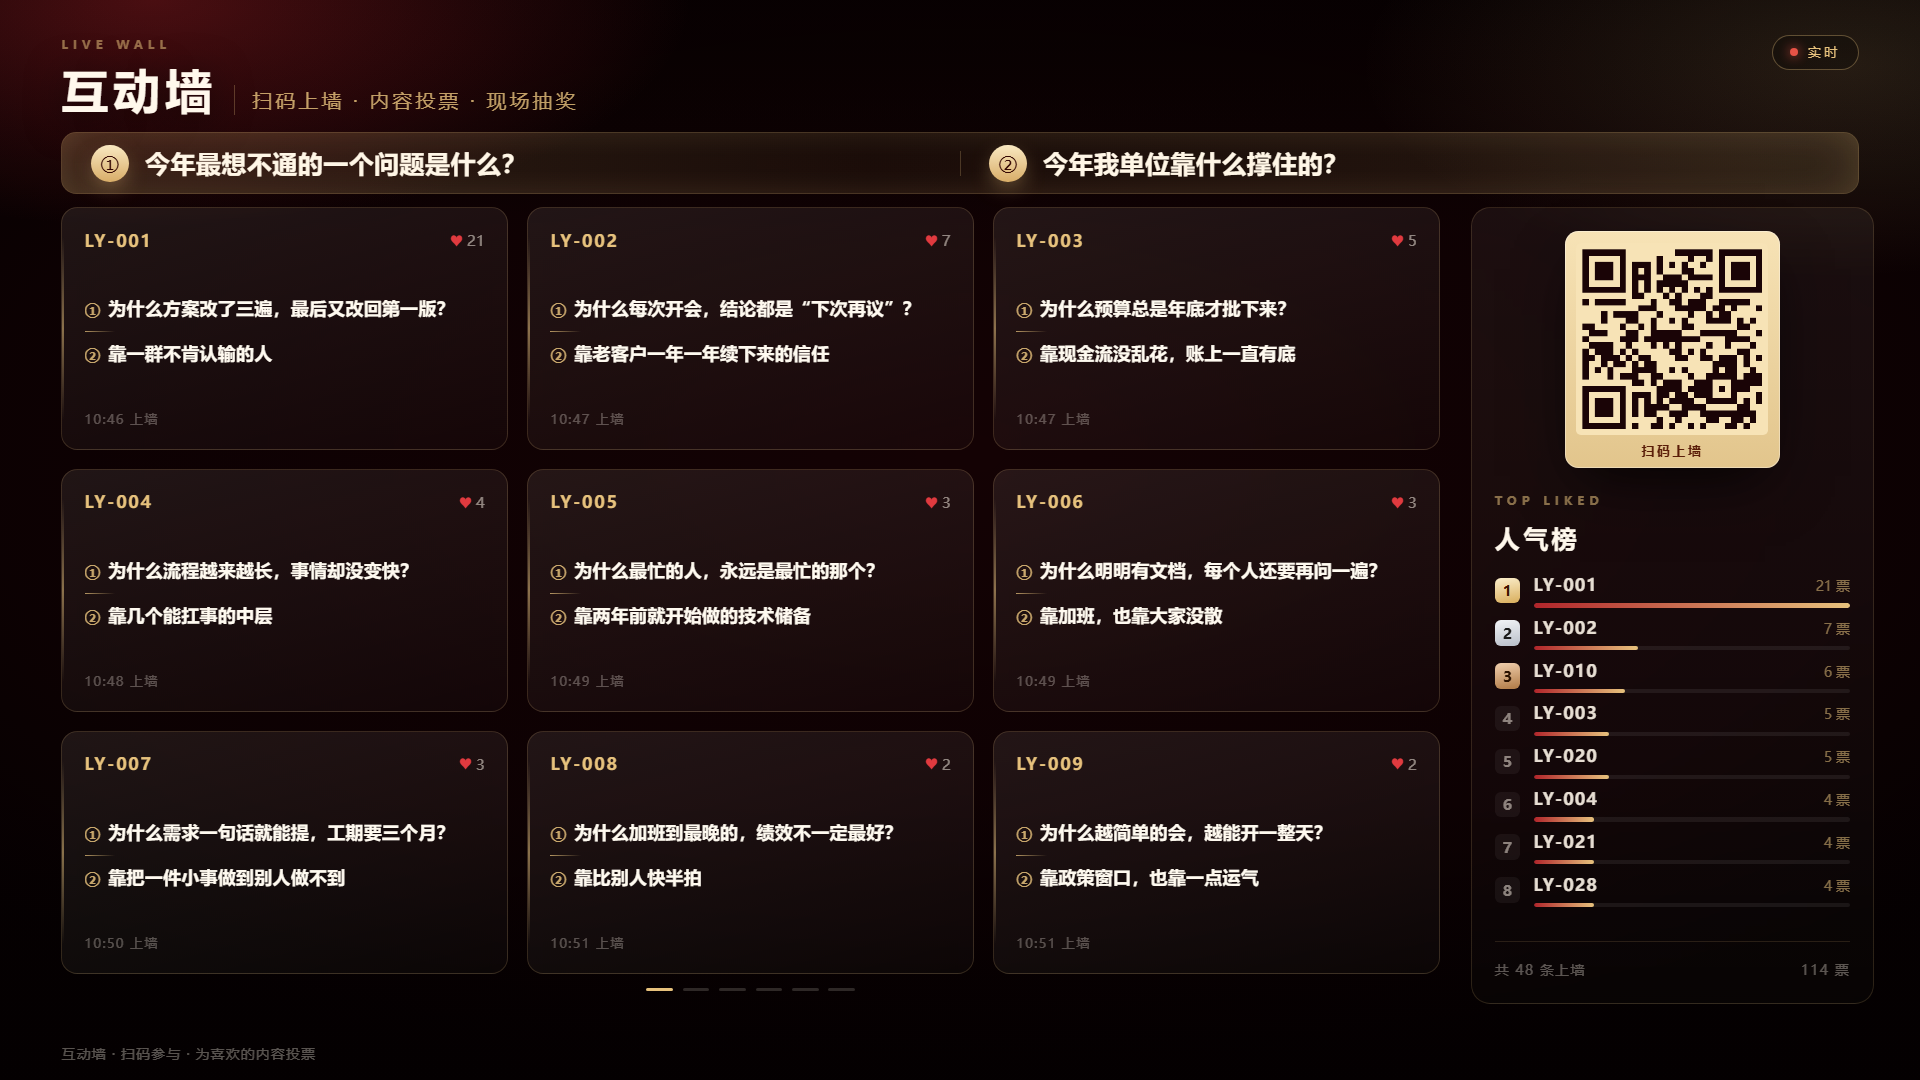 LIVE WALL
互动墙
扫码上墙 · 内容投票 · 现场抽奖
实时
① 今年最想不通的一个问题是什么?
② 今年我单位靠什么撑住的?
LY-001
♥ 21
① 为什么方案改了三遍，最后又改回第一版?
② 靠一群不肯认输的人
10:46 上墙
LY-002
♥ 7
① 为什么每次开会，结论都是“下次再议”?
② 靠老客户一年一年续下来的信任
10:47 上墙
LY-003
♥ 5
① 为什么预算总是年底才批下来?
② 靠现金流没乱花，账上一直有底
10:47 上墙
LY-004
♥ 4
① 为什么流程越来越长，事情却没变快?
② 靠几个能扛事的中层
10:48 上墙
LY-005
♥ 3
① 为什么最忙的人，永远是最忙的那个?
② 靠两年前就开始做的技术储备
10:49 上墙
LY-006
♥ 3
① 为什么明明有文档，每个人还要再问一遍?
② 靠加班，也靠大家没散
10:49 上墙
LY-007
♥ 3
① 为什么需求一句话就能提，工期要三个月?
② 靠把一件小事做到别人做不到
10:50 上墙
LY-008
♥ 2
① 为什么加班到最晚的，绩效不一定最好?
② 靠比别人快半拍
10:51 上墙
LY-009
♥ 2
① 为什么越简单的会，越能开一整天?
② 靠政策窗口，也靠一点运气
10:51 上墙
扫码上墙
TOP LIKED
人气榜
1 LY-001 21 票
2 LY-002 7 票
3 LY-010 6 票
4 LY-003 5 票
5 LY-020 5 票
6 LY-004 4 票
7 LY-021 4 票
8 LY-028 4 票
共 48 条上墙 114 票
互动墙 · 扫码参与 · 为喜欢的内容投票